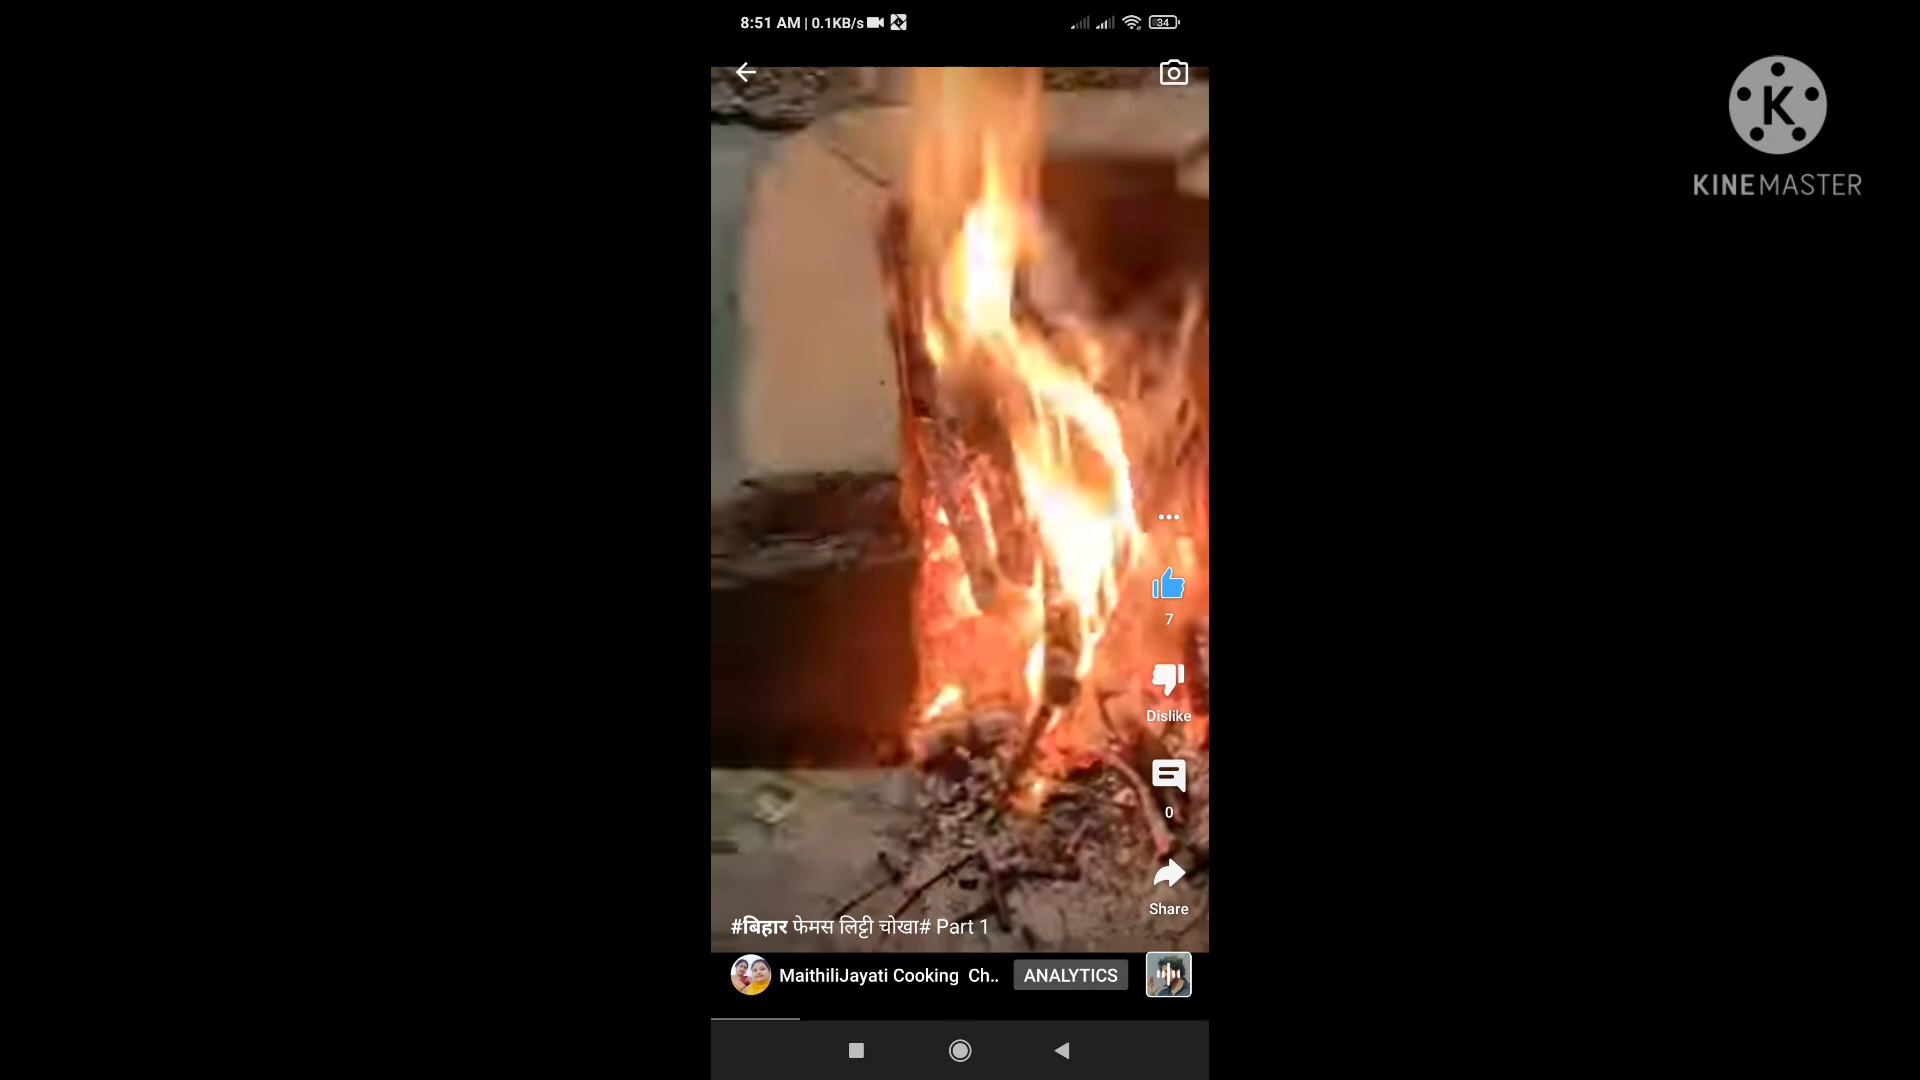 8:51 AM | 0.1KB/s
34
K
KINEMASTER
7
Dislike
0
Share
#बिहार फेमस लिट्टी चोखा# Part 1
MaithiliJayati Cooking Ch..
ANALYTICS